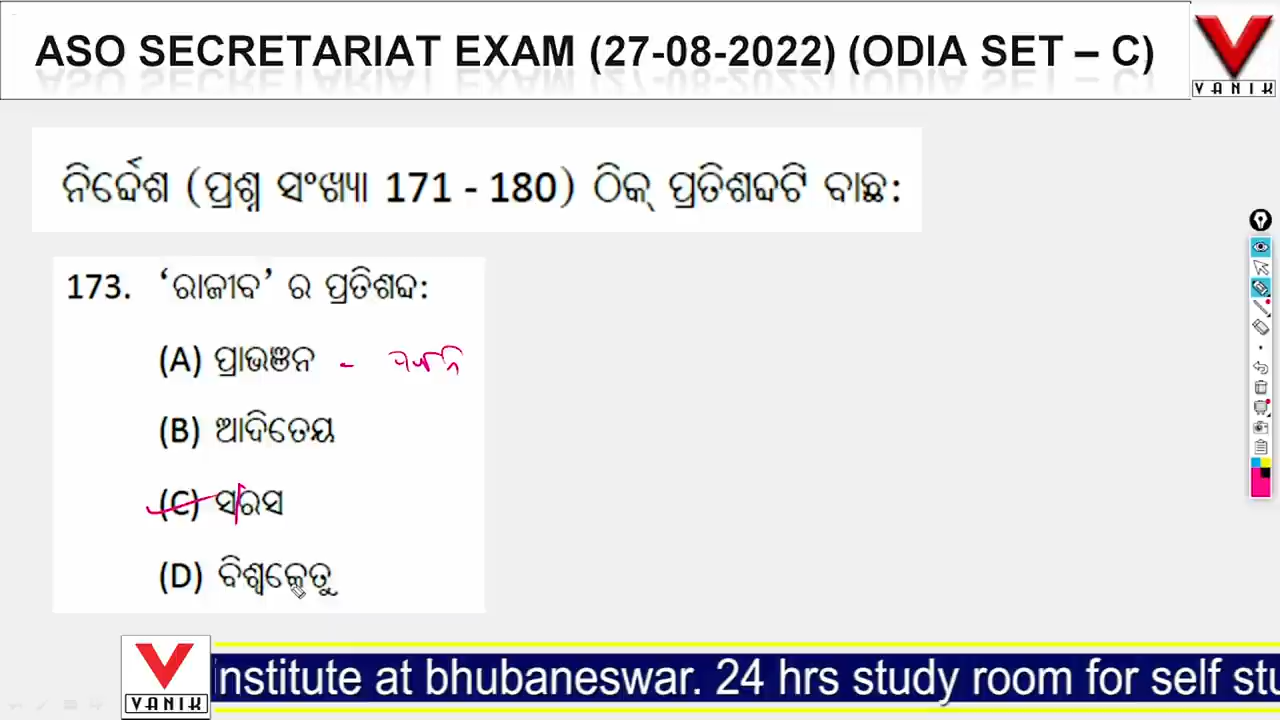 ASO SECRETARIAT EXAM (27-08-2022) (ODIA SET – C)
VANIK
ନିର୍ଦ୍ଦେଶ (ପ୍ରଶ୍ନ ସଂଖ୍ୟା 171 - 180) ଠିକ୍ ପ୍ରତିଶବ୍ଦଟି ବାଛ:
173. ‘ରାଜୀବ’ ର ପ୍ରତିଶବ୍ଦ:
(A) ପ୍ରାଭଞ୍ଜନ -
(B) ଆଦିତେୟ
(C) ସରସ
(D) ବିଶ୍ୱକେତୁ
VANIK
institute at bhubaneswar. 24 hrs study room for self stu